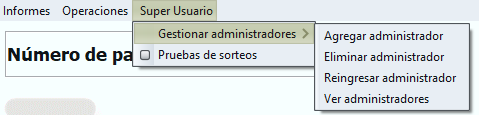 Informes Operaciones Super Usuario
Gestionar administradores
Pruebas de sorteos
Agregar administrador
Eliminar administrador
Reingresar administrador
Ver administradores
Número de pa